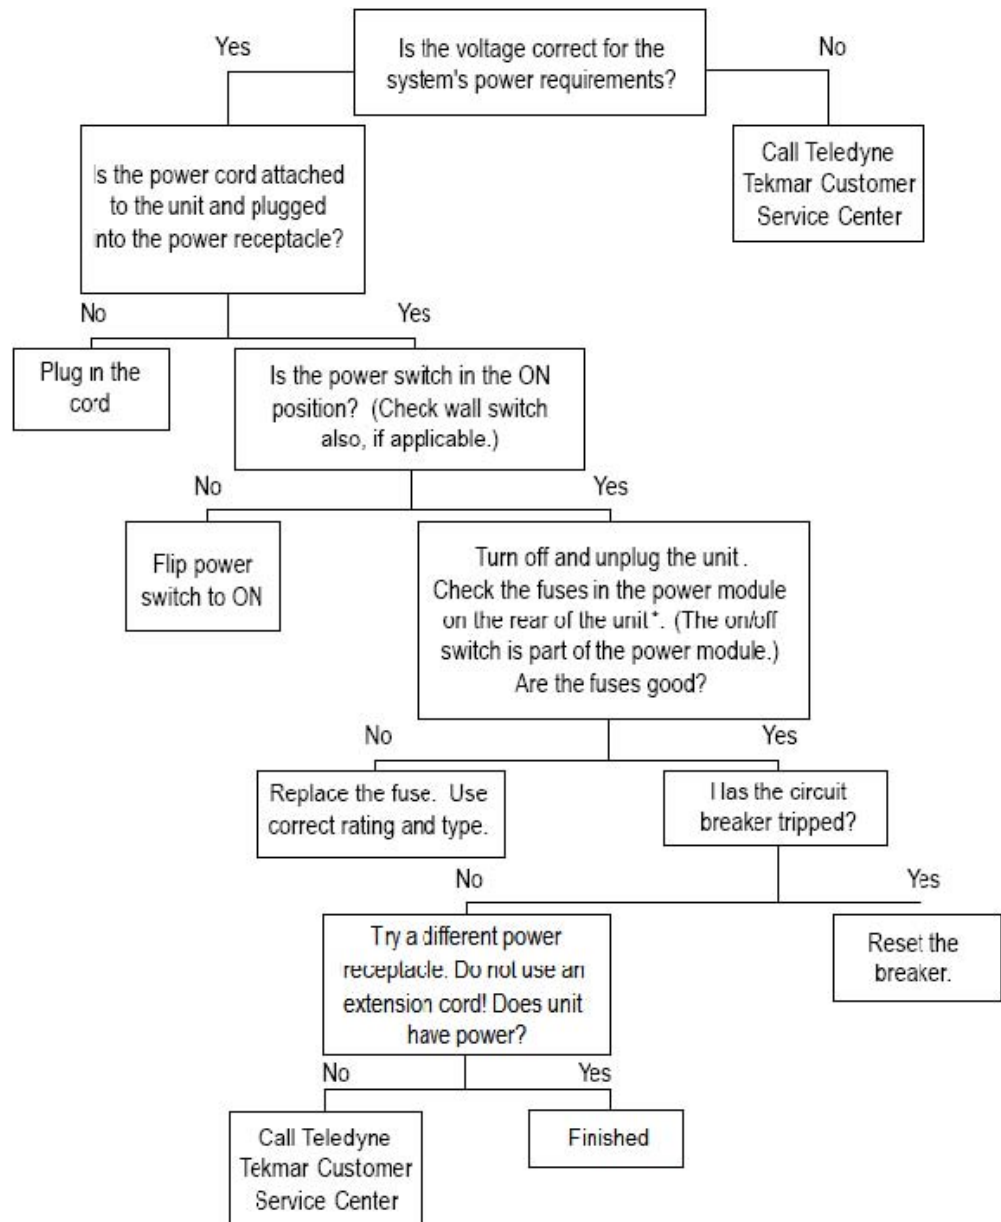 Yes
Is the voltage correct for the
system's power requirements?
No
Is the power cord attached
to the unit and plugged
into the power receptacle?
Call Teledyne
Tekmar Customer
Service Center
No
Yes
Plug in the
cord
Is the power switch in the ON
position? (Check wall switch
also, if applicable.)
No
Yes
Flip power
switch to ON
Turn off and unplug the unit.
Check the fuses in the power module
on the rear of the unit*. (The on/off
switch is part of the power module.)
Are the fuses good?
No
Yes
Replace the fuse. Use
correct rating and type.
Has the circuit
breaker tripped?
No
Yes
Try a different power
receptacle. Do not use an
extension cord! Does unit
have power?
Reset the
breaker.
No
Yes
Call Teledyne
Tekmar Customer
Service Center
Finished